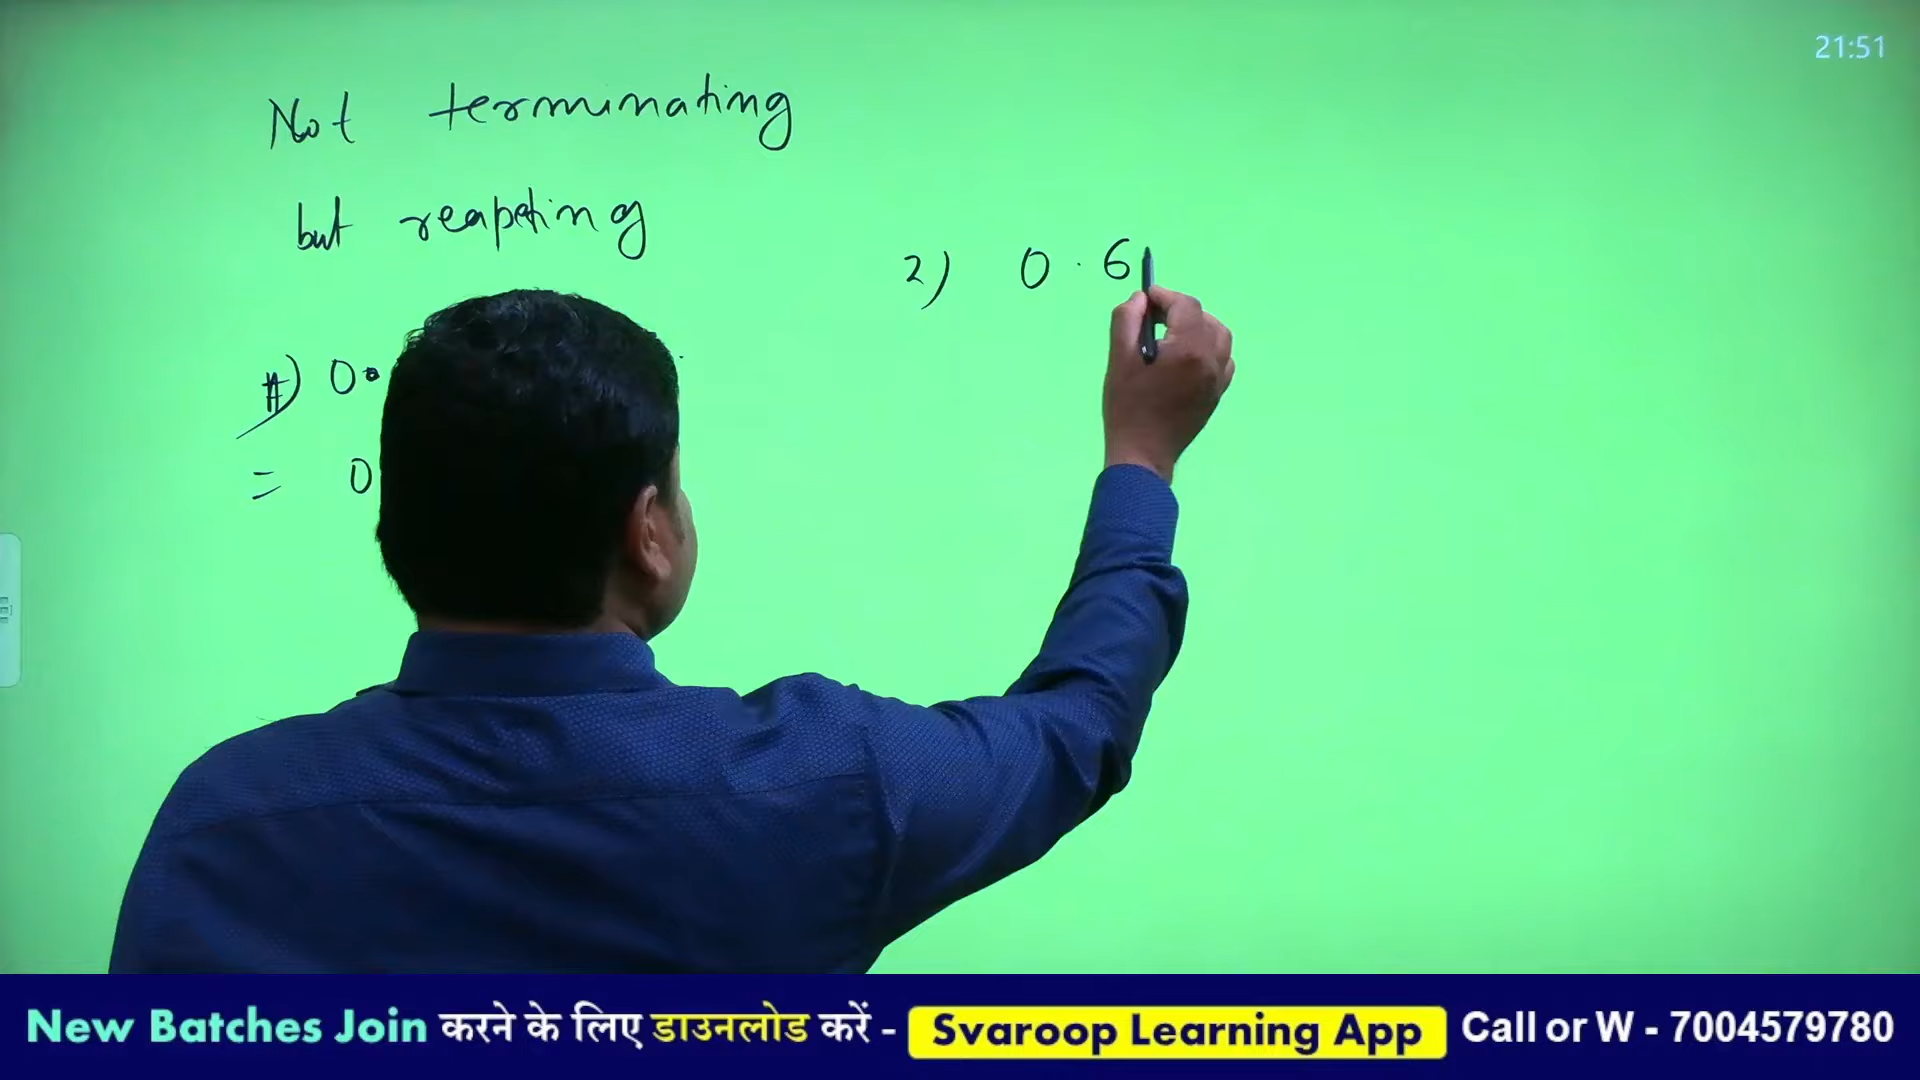 21:51
Not terminating
but reapeting
2) 0.6
0.
= 0
New Batches Join करने के लिए डाउनलोड करें - Svaroop Learning App Call or W - 7004579780